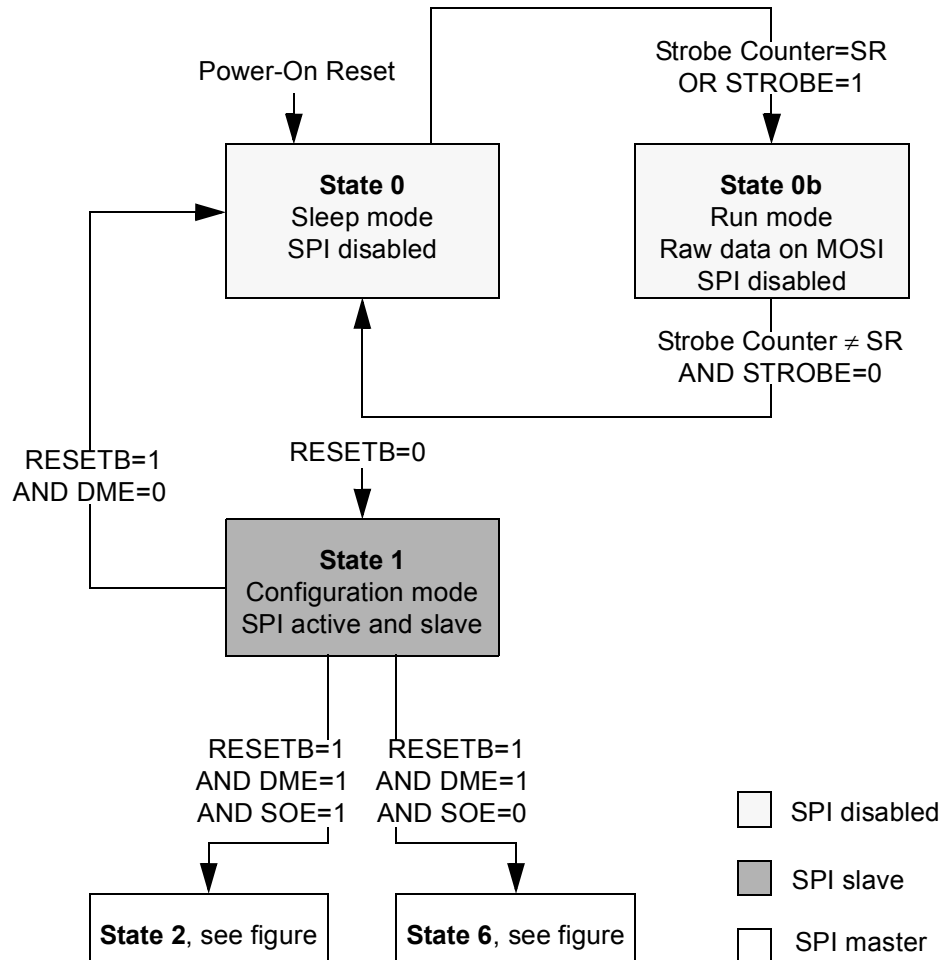 Power-On Reset
Strobe Counter=SR
OR STROBE=1
State 0
Sleep mode
SPI disabled
State 0b
Run mode
Raw data on MOSI
SPI disabled
Strobe Counter ≠ SR
AND STROBE=0
RESETB=1
AND DME=0
RESETB=0
State 1
Configuration mode
SPI active and slave
RESETB=1
AND DME=1
AND SOE=1
RESETB=1
AND DME=1
AND SOE=0
State 2, see figure
State 6, see figure
SPI disabled
SPI slave
SPI master